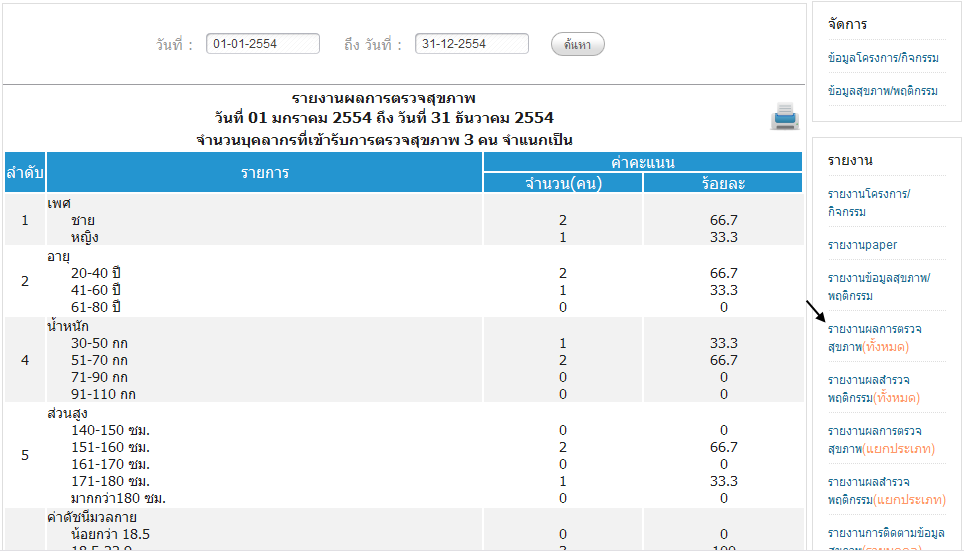 วันที่ : 01-01-2554 ถึง วันที่ : 31-12-2554 ค้นหา
รายงานผลการตรวจสุขภาพ
วันที่ 01 มกราคม 2554 ถึง วันที่ 31 ธันวาคม 2554
จำนวนบุคลากรที่เข้ารับการตรวจสุขภาพ 3 คน จำแนกเป็น
ลำดับ รายการ ค่าคะแนน
จำนวน(คน) ร้อยละ
1 เพศ
ชาย 2 66.7
หญิง 1 33.3
2 อายุ
20-40 ปี 2 66.7
41-60 ปี 1 33.3
61-80 ปี 0 0
4 น้ำหนัก
30-50 กก 1 33.3
51-70 กก 2 66.7
71-90 กก 0 0
91-110 กก 0 0
5 ส่วนสูง
140-150 ซม. 0 0
151-160 ซม. 2 66.7
161-170 ซม. 0 0
171-180 ซม. 1 33.3
มากกว่า180 ซม. 0 0
ค่าดัชนีมวลกาย
น้อยกว่า 18.5 0 0
จัดการ
ข้อมูลโครงการ/กิจกรรม
ข้อมูลสุขภาพ/พฤติกรรม
รายงาน
รายงานโครงการ/
กิจกรรม
รายงานpaper
รายงานข้อมูลสุขภาพ/
พฤติกรรม
รายงานผลการตรวจ
สุขภาพ(ทั้งหมด)
รายงานผลสำรวจ
พฤติกรรม(ทั้งหมด)
รายงานผลการตรวจ
สุขภาพ(แยกประเภท)
รายงานผลสำรวจ
พฤติกรรม(แยกประเภท)
รายงานการติดตามข้อมูล